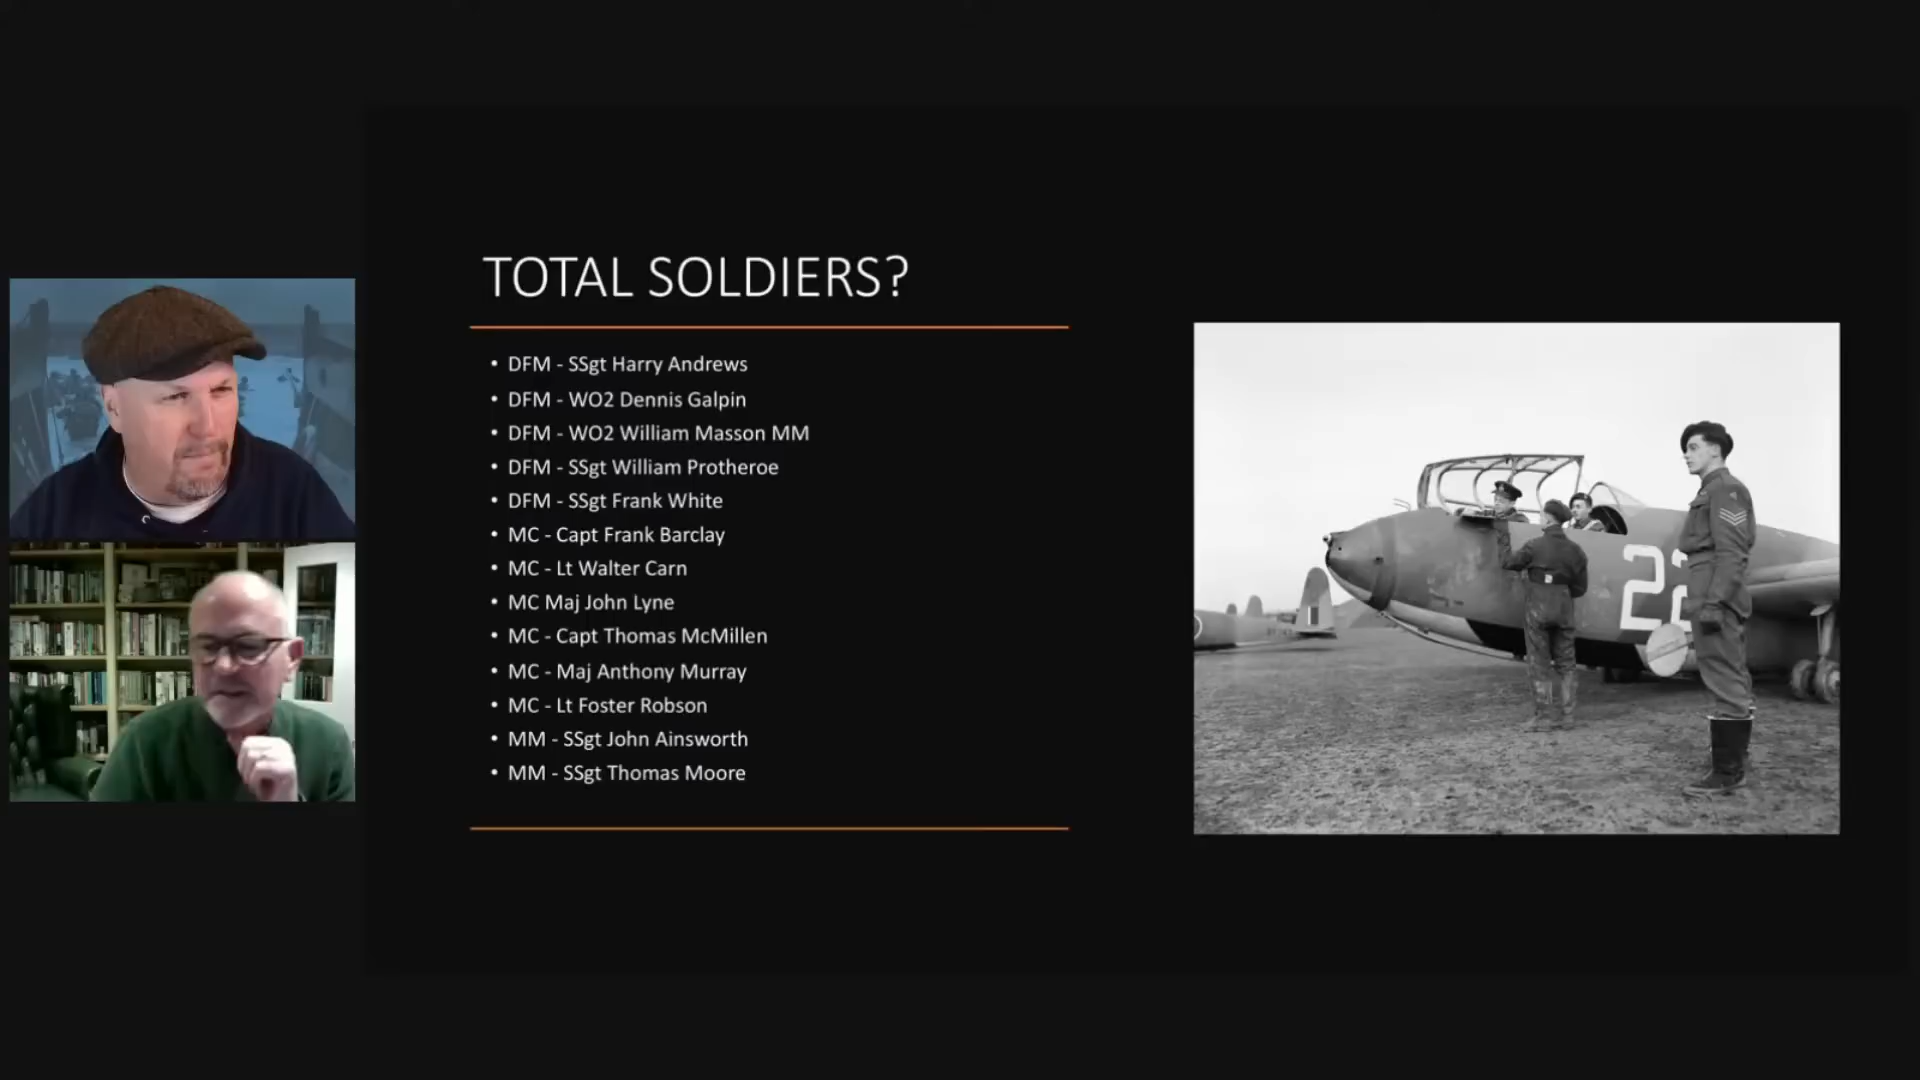 TOTAL SOLDIERS?
• DFM - SSgt Harry Andrews
• DFM - WO2 Dennis Galpin
• DFM - WO2 William Masson MM
• DFM - SSgt William Protheroe
• DFM - SSgt Frank White
• MC - Capt Frank Barclay
• MC - Lt Walter Carn
• MC Maj John Lyne
• MC - Capt Thomas McMillen
• MC - Maj Anthony Murray
• MC - Lt Foster Robson
• MM - SSgt John Ainsworth
• MM - SSgt Thomas Moore
22